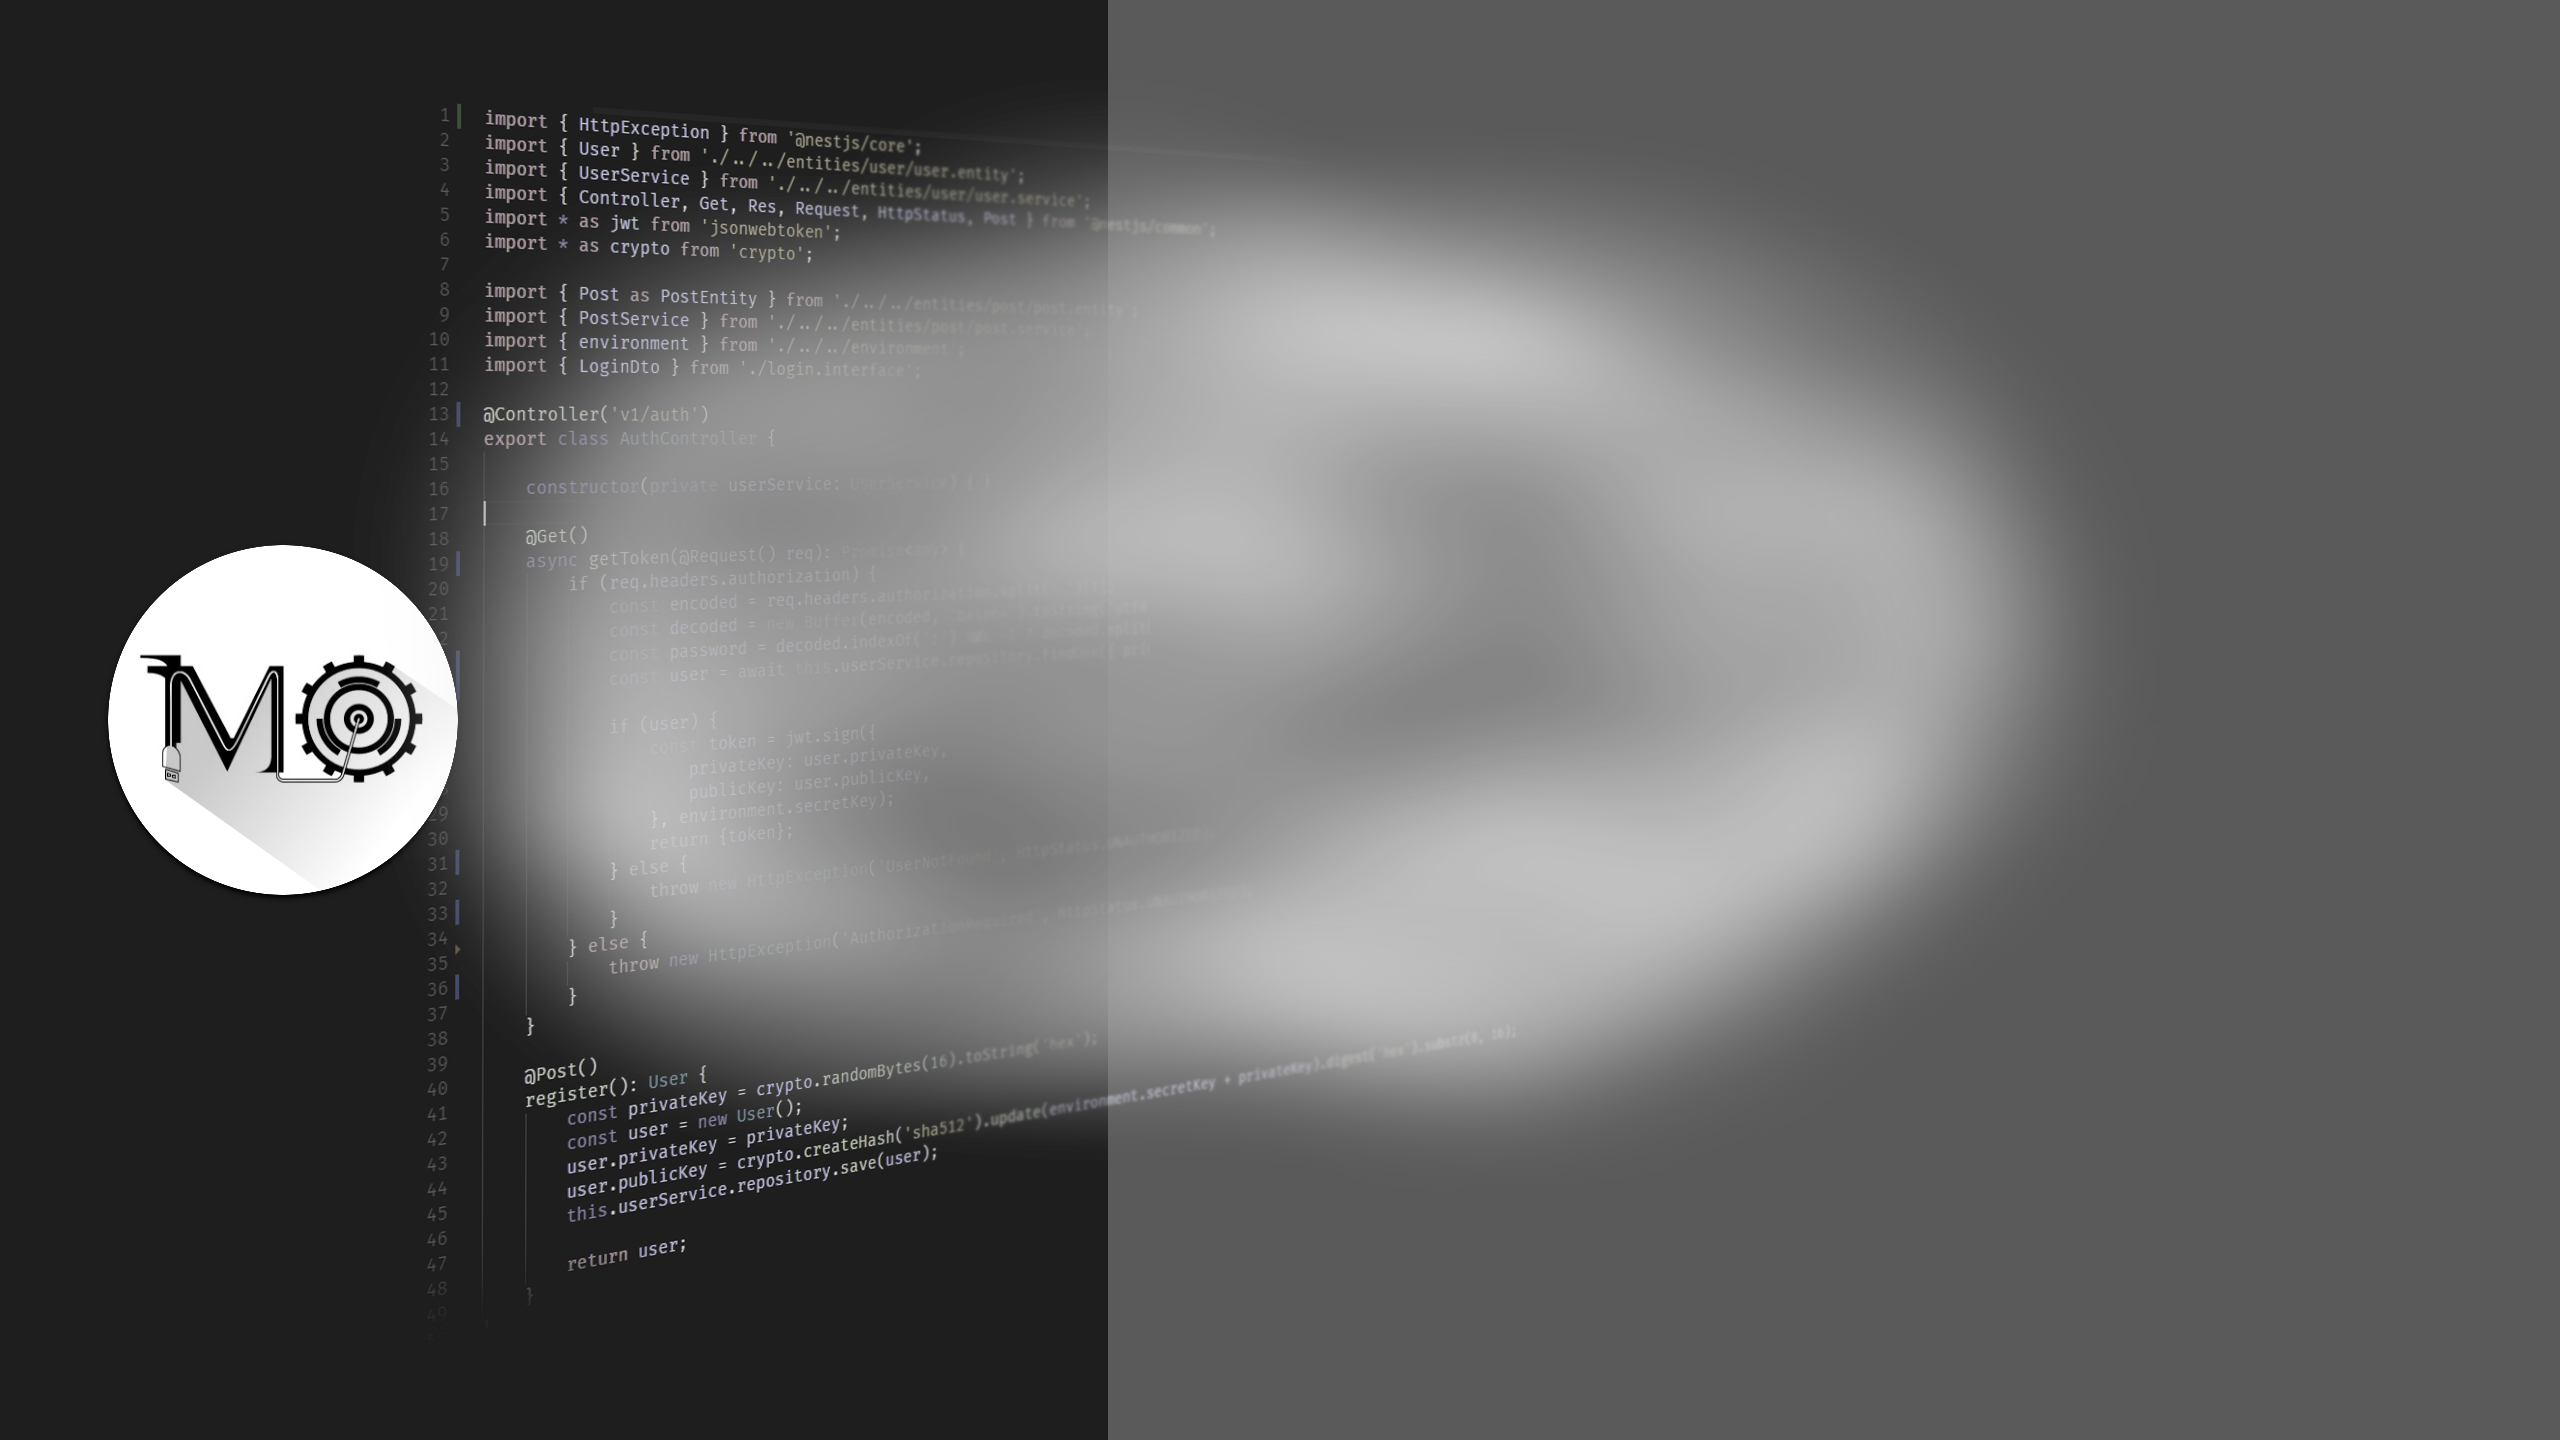 1 import { HttpException } from '@nestjs/core';
2 import { User } from './../../entities/user/user.entity';
3 import { UserService } from './../../entities/user/user.service';
4 import { Controller, Get, Res, Request, HttpStatus, Post } from '@nestjs/common';
5 import * as jwt from 'jsonwebtoken';
6 import * as crypto from 'crypto';
7
8 import { Post as PostEntity } from './../../entities/post/post.entity';
9 import { PostService } from './../../entities/post/post.service';
10 import { environment } from './../../environment';
11 import { LoginDto } from './login.interface';
12
13 @Controller('v1/auth')
14 export class AuthController {
15
16 constructor(private userService: UserService) { }
17
18 @Get()
19 async getToken(@Request() req): Promise<any> {
20 if (req.headers.authorization) {
21 const encoded = req.headers.authorization.split(
const decoded = new Buffer(encoded,
const password = decoded.indexOf(
const user = await this.userService.repository.findOne({
if (user) {
const token = jwt.sign({
privateKey: user.privateKey,
publicKey: user.publicKey,
}, environment.secretKey);
29 return {token};
30 } else {
31 throw new HttpException('UserNotFound', HttpStatus.UNAUTHORIZED);
32 }
33 } else {
34 throw new HttpException('AuthorizationRequired', HttpStatus.UNAUTHORIZED);
35 }
36 }
37
38 @Post()
39 register(): User {
40 const privateKey = crypto.randomBytes(16).toString('hex');
41 const user = new User();
42 user.privateKey = privateKey;
43 user.publicKey = crypto.createHash('sha512').update(environment.secretKey + privateKey).digest('hex').substr(0, 16);
44 this.userService.repository.save(user);
45
46 return user;
47
48 }
49
MO